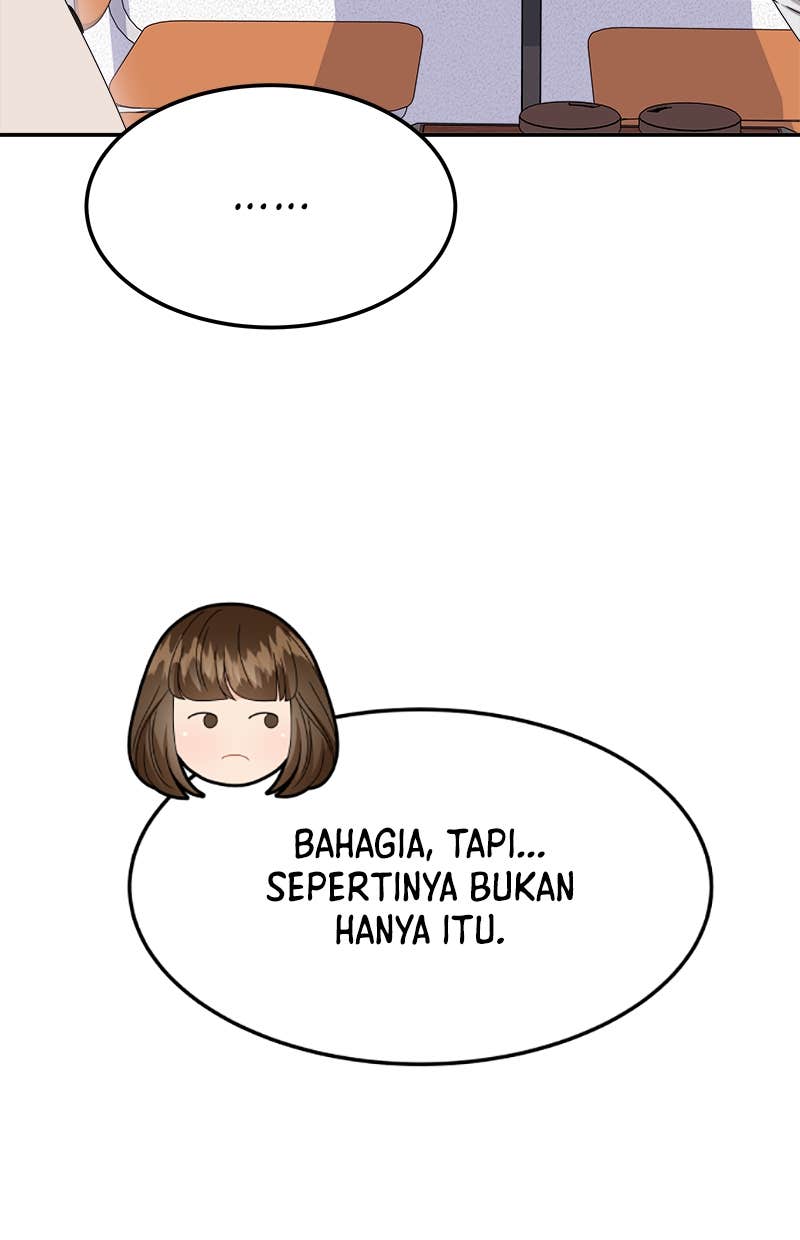 ......
BAHAGIA, TAPI...
SEPERTINYA BUKAN
HANYA ITU.